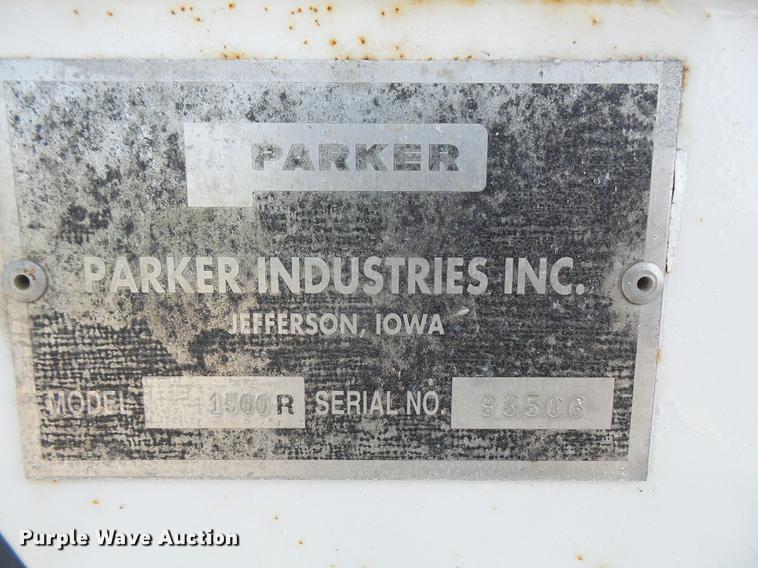 PARKER
PARKER INDUSTRIES INC.
JEFFERSON, IOWA
MODEL 1500R SERIAL NO. 93506
Purple Wave Auction